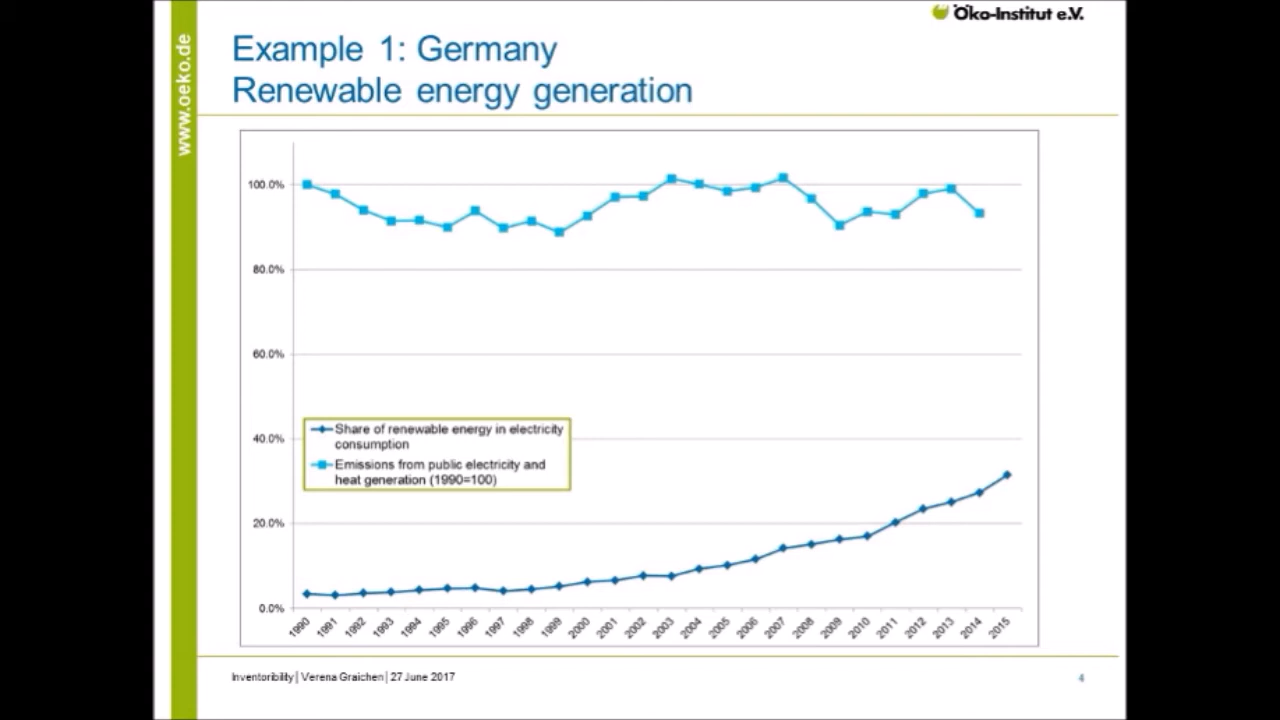 Öko-Institut e.V.
www.oeko.de
Example 1: Germany
Renewable energy generation
100.0%
80.0%
60.0%
40.0%
20.0%
0.0%
Share of renewable energy in electricity
consumption
Emissions from public electricity and
heat generation (1990=100)
1990 1991 1992 1993 1994 1995 1996 1997 1998 1999 2000 2001 2002 2003 2004 2005 2006 2007 2008 2009 2010 2011 2012 2013 2014 2015
Inventoribility| Verena Graichen| 27 June 2017
4